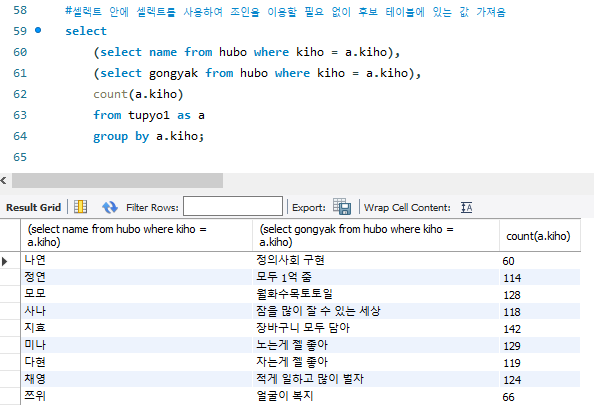 58 #셀렉트 안에 셀렉트를 사용하여 조인을 이용할 필요 없이 후보 테이블에 있는 값 가져옴
59 select
60 (select name from hubo where kiho = a.kiho),
61 (select gongyak from hubo where kiho = a.kiho),
62 count(a.kiho)
63 from tupyo1 as a
64 group by a.kiho;
65
Result Grid Filter Rows: Export: Wrap Cell Content:
(select name from hubo where kiho = a.kiho) (select gongyak from hubo where kiho = a.kiho) count(a.kiho)
나연 정의사회 구현 60
정연 모두 1억 줌 114
모모 월화수목토토일 128
사나 잠을 많이 잘 수 있는 세상 118
지효 장바구니 모두 담아 142
미나 노는게 젤 좋아 129
다현 자는게 젤 좋아 119
채영 적게 일하고 많이 벌자 124
쯔위 얼굴이 복지 66